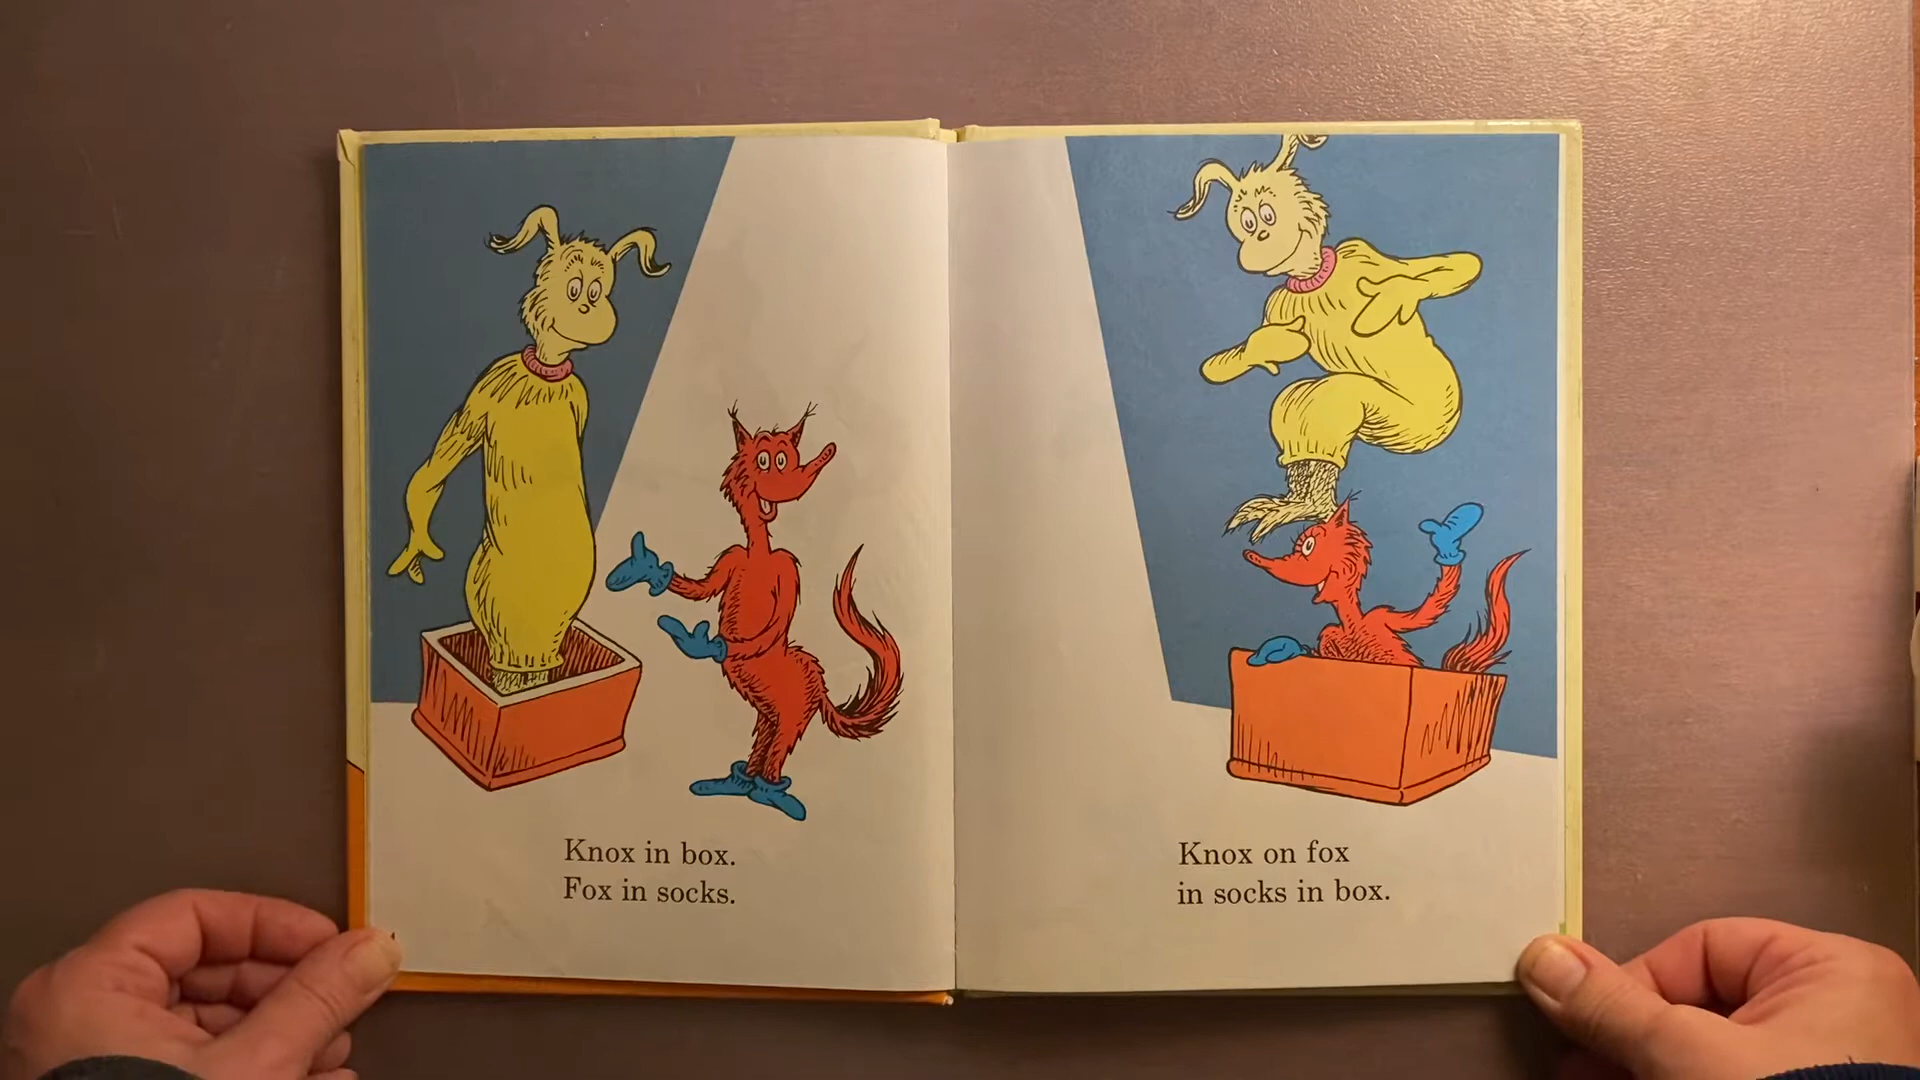 Knox in box.
Fox in socks.
Knox on fox
in socks in box.